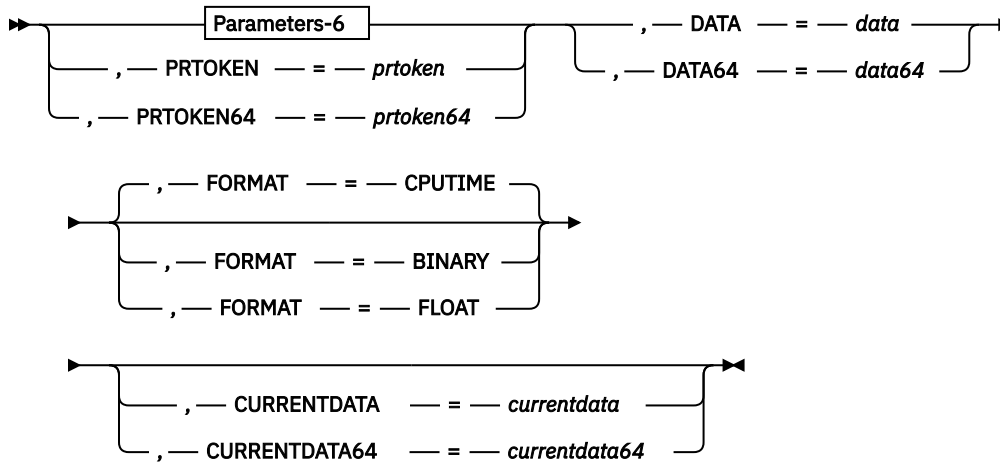 Parameters-6 , DATA = data
, PRTOKEN = prtoken , DATA64 = data64
, PRTOKEN64 = prtoken64
, FORMAT = CPUTIME
, FORMAT = BINARY
, FORMAT = FLOAT
, CURRENTDATA = currentdata
, CURRENTDATA64 = currentdata64